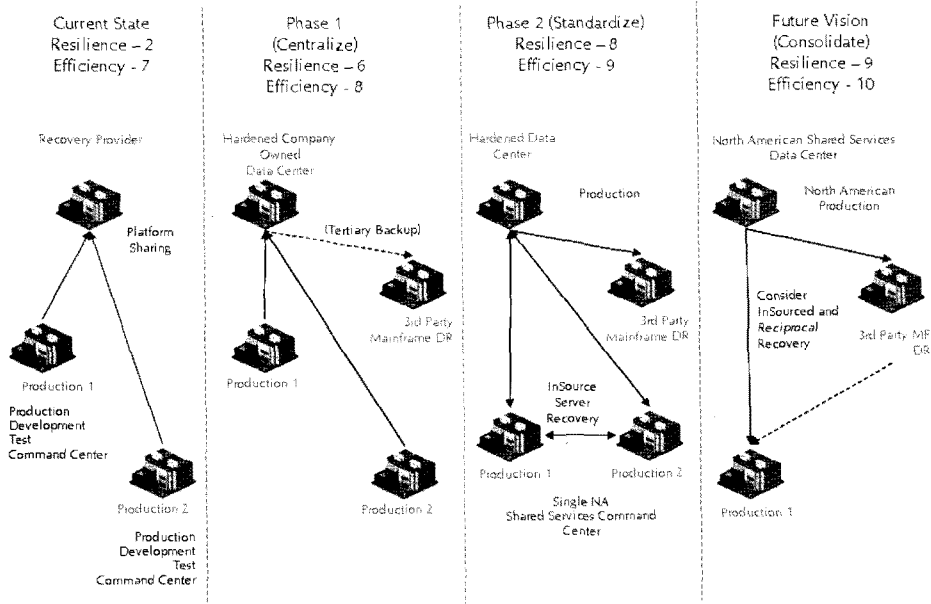 Current State
Resilience – 2
Efficiency - 7
Recovery Provider
Platform
Sharing
Production 1
Production
Development
Test
Command Center
Production 2
Production
Development
Test
Command Center
Phase 1
(Centralize)
Resilience – 6
Efficiency - 8
Hardened Company
Owned
Data Center
(Tertiary Backup)
3rd Party
Mainframe DR
Production 1
Production 2
Phase 2 (Standardize)
Resilience – 8
Efficiency - 9
Hardened Data
Center
Production
3rd Party
Mainframe DR
InSource
Server
Recovery
Production 1
Production 2
Single NA
Shared Services Command
Center
Future Vision
(Consolidate)
Resilience – 9
Efficiency - 10
North American Shared Services
Data Center
North American
Production
Consider
InSourced and
Reciprocal
Recovery
3rd Party MF
DR
Production 1